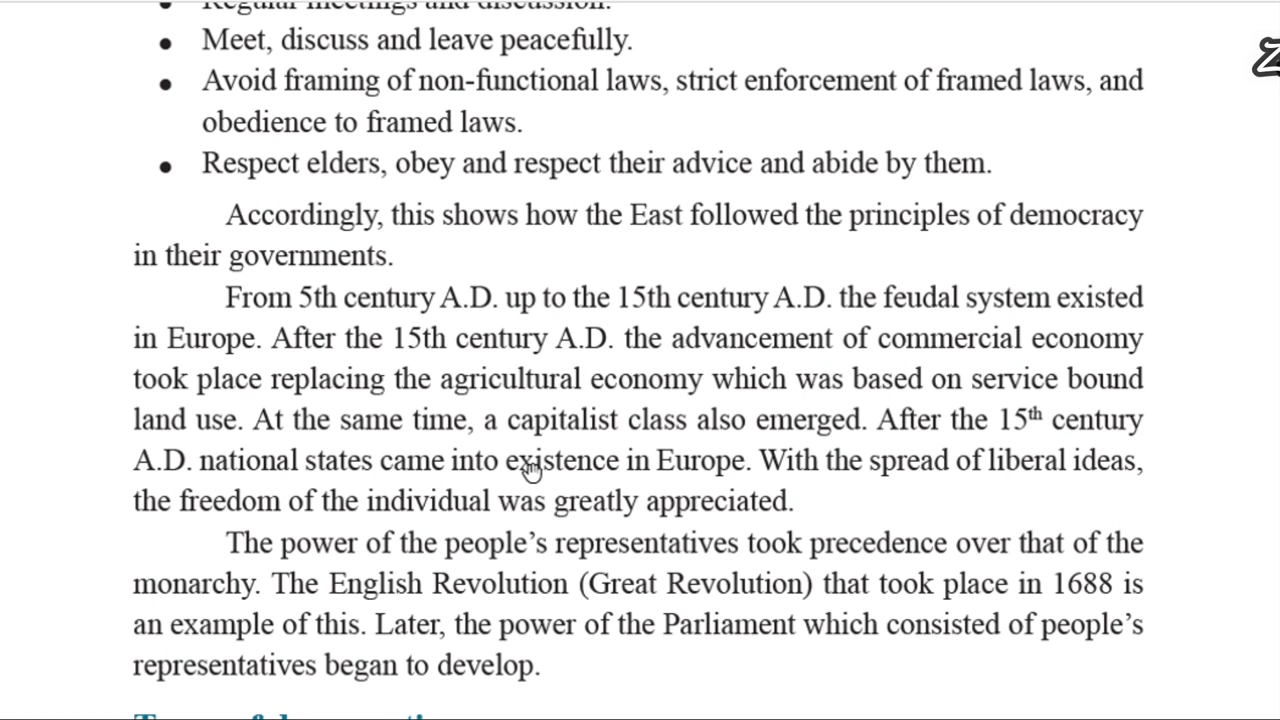 • Regular meetings and discussion.
• Meet, discuss and leave peacefully.
• Avoid framing of non-functional laws, strict enforcement of framed laws, and
obedience to framed laws.
• Respect elders, obey and respect their advice and abide by them.
Accordingly, this shows how the East followed the principles of democracy
in their governments.
From 5th century A.D. up to the 15th century A.D. the feudal system existed
in Europe. After the 15th century A.D. the advancement of commercial economy
took place replacing the agricultural economy which was based on service bound
land use. At the same time, a capitalist class also emerged. After the 15th century
A.D. national states came into existence in Europe. With the spread of liberal ideas,
the freedom of the individual was greatly appreciated.
The power of the people’s representatives took precedence over that of the
monarchy. The English Revolution (Great Revolution) that took place in 1688 is
an example of this. Later, the power of the Parliament which consisted of people’s
representatives began to develop.